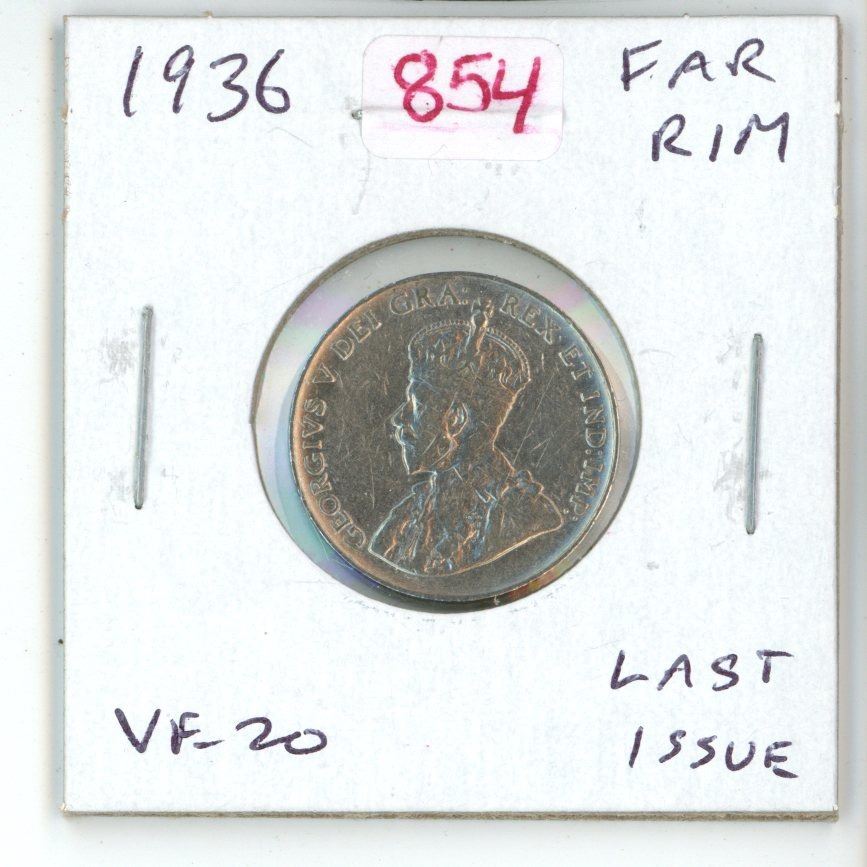 1936
854
FAR
RIM
GEORGIVS V DEI GRA: REX ET IND:IMP:
VF-20
LAST
ISSUE